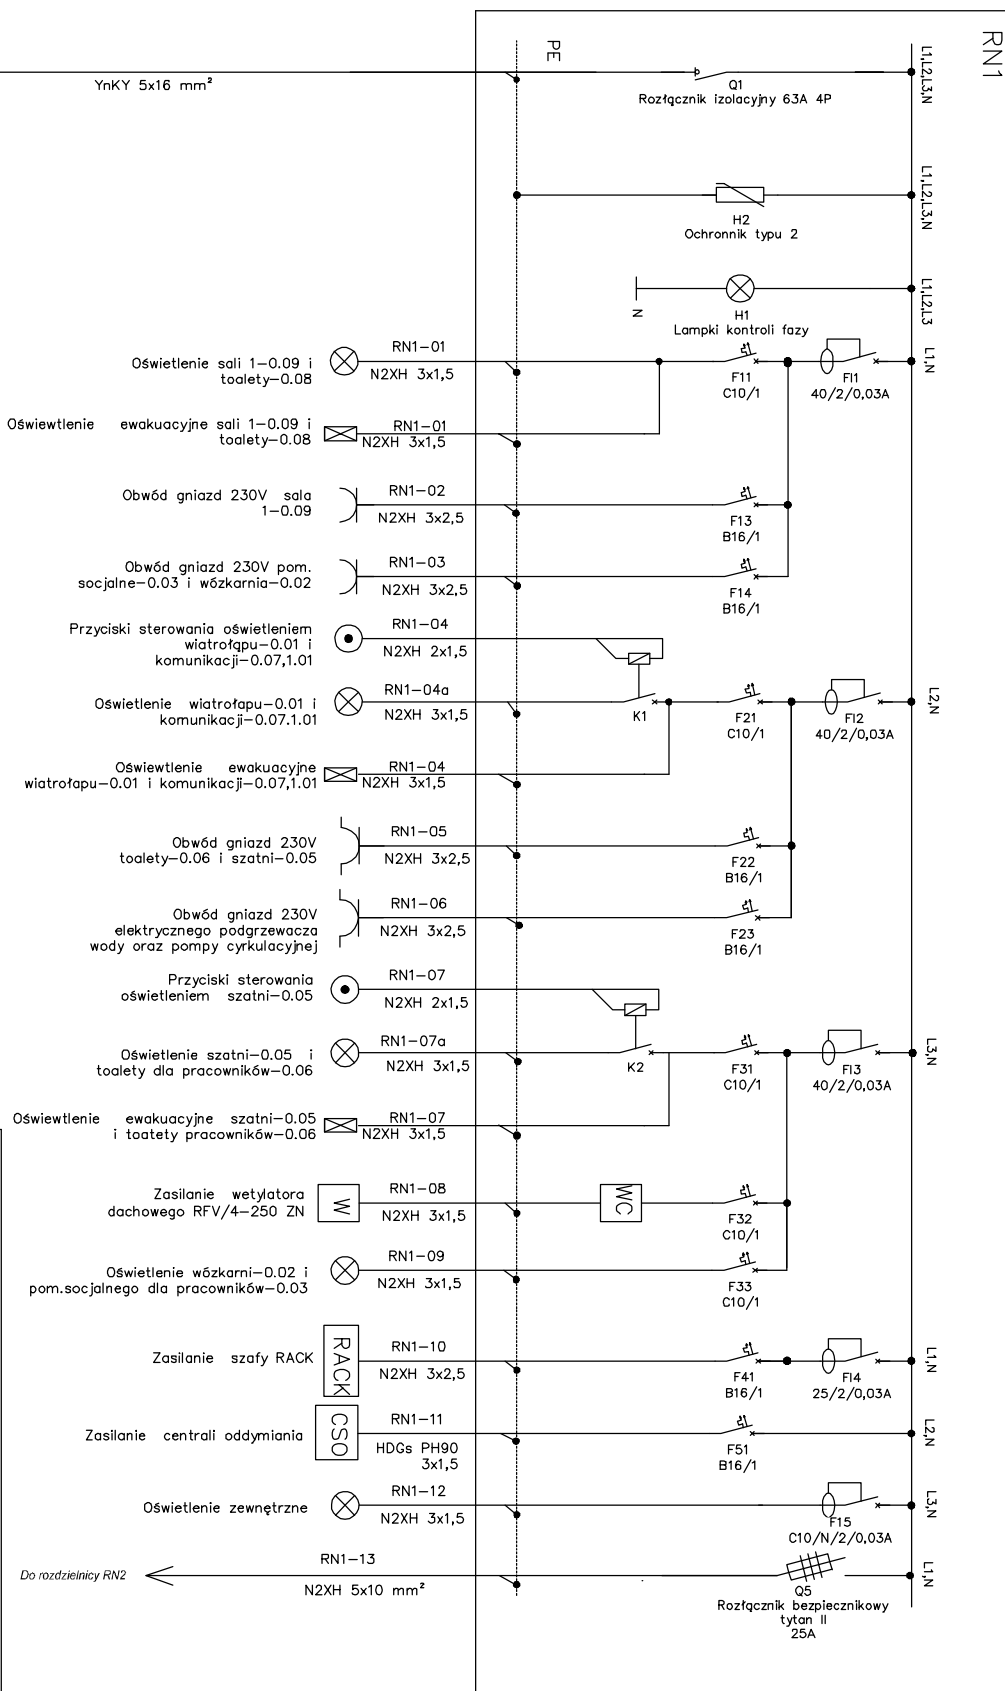 RN1
PE
L1,L2,L3,N
YnKY 5x16 mm²
Q1
Rozłącznik izolacyjny 63A 4P
L1,L2,L3,N
H2
Ochronnik typu 2
L1,L2,L3
N
H1
Lampki kontroli fazy
Oświetlenie sali 1-0.09 i
toalety-0.08
RN1-01
N2XH 3x1,5
F11
C10/1
FI1
40/2/0,03A
L1,N
Oświewtlenie ewakuacyjne sali 1-0.09 i
toalety-0.08
RN1-01
N2XH 3x1,5
Obwód gniazd 230V sala
1-0.09
RN1-02
N2XH 3x2,5
F13
B16/1
Obwód gniazd 230V pom.
socjalne-0.03 i wózkarnia-0.02
RN1-03
N2XH 3x2,5
F14
B16/1
Przyciski sterowania oświetleniem
wiatrołąpu-0.01 i
komunikacji-0.07,1.01
RN1-04
N2XH 2x1,5
Oświetlenie wiatrołapu-0.01 i
komunikacji-0.07.1.01
RN1-04a
N2XH 3x1,5
K1
F21
C10/1
FI2
40/2/0,03A
L2,N
Oświewtlenie ewakuacyjne
wiatrołapu-0.01 i komunikacji-0.07,1.01
RN1-04
N2XH 3x1,5
Obwód gniazd 230V
toalety-0.06 i szatni-0.05
RN1-05
N2XH 3x2,5
F22
B16/1
Obwód gniazd 230V
elektrycznego podgrzewacza
wody oraz pompy cyrkulacyjnej
RN1-06
N2XH 3x2,5
F23
B16/1
Przyciski sterowania
oświetleniem szatni-0.05
RN1-07
N2XH 2x1,5
Oświetlenie szatni-0.05 i
toalety dla pracowników-0.06
RN1-07a
N2XH 3x1,5
K2
F31
C10/1
FI3
40/2/0,03A
L3,N
Oświewtlenie ewakuacyjne szatni-0.05
i toatety pracowników-0.06
RN1-07
N2XH 3x1,5
Zasilanie wetylatora
dachowego RFV/4-250 ZN
W
RN1-08
N2XH 3x1,5
WC
F32
C10/1
Oświetlenie wózkarni-0.02 i
pom.socjalnego dla pracowników-0.03
RN1-09
N2XH 3x1,5
F33
C10/1
Zasilanie szafy RACK
RACK
RN1-10
N2XH 3x2,5
F41
B16/1
FI4
25/2/0,03A
L1,N
Zasilanie centrali oddymiania
CSO
RN1-11
HDGs PH90
3x1,5
F51
B16/1
L2,N
Oświetlenie zewnętrzne
RN1-12
N2XH 3x1,5
F15
C10/N/2/0,03A
L3,N
Do rozdzielnicy RN2
RN1-13
N2XH 5x10 mm²
Q5
Rozłącznik bezpiecznikowy
tytan II
25A
L1,N